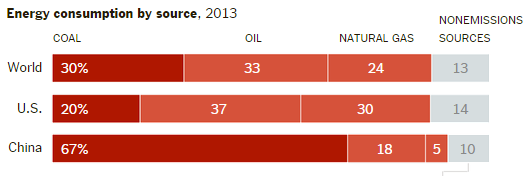 Energy consumption by source, 2013
NONEMISSIONS
COAL OIL NATURAL GAS SOURCES
World 30% 33 24 13
U.S. 20% 37 30 14
China 67% 18 5 10